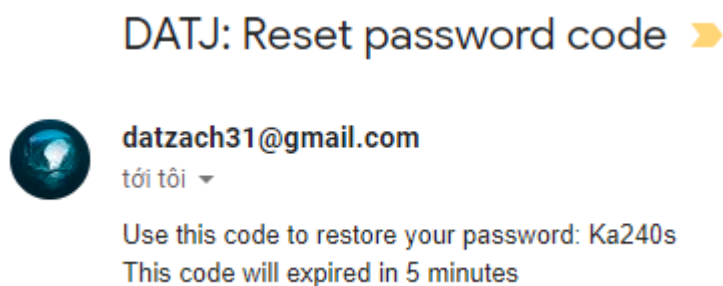 DATJ: Reset password code
datzach31@gmail.com
tới tôi
Use this code to restore your password: Ka240s
This code will expired in 5 minutes